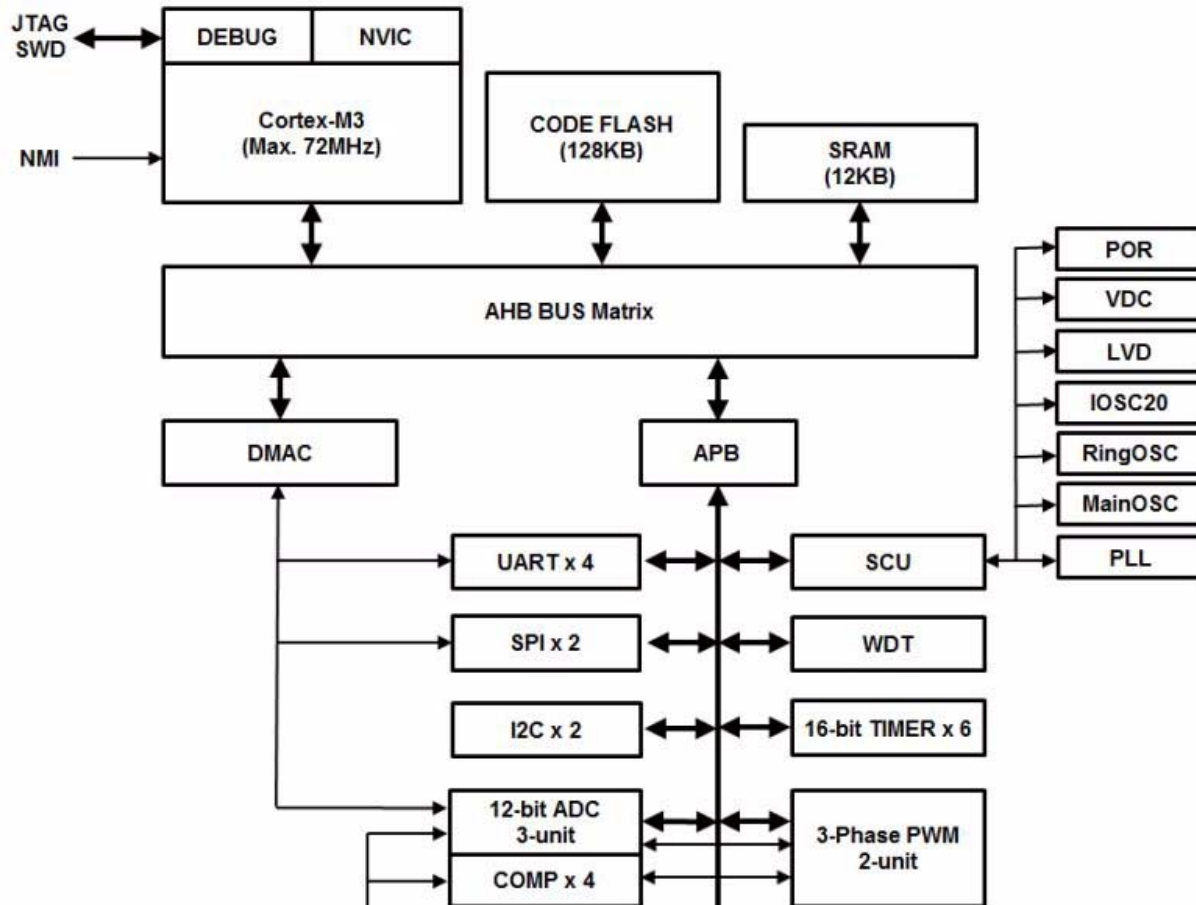 JTAG
SWD
DEBUG
NVIC
Cortex-M3
(Max. 72MHz)
NMI
CODE FLASH
(128KB)
SRAM
(12KB)
AHB BUS Matrix
POR
VDC
LVD
IOSC20
RingOSC
MainOSC
PLL
DMAC
APB
UART x 4
SCU
SPI x 2
WDT
I2C x 2
16-bit TIMER x 6
12-bit ADC
3-unit
COMP x 4
3-Phase PWM
2-unit